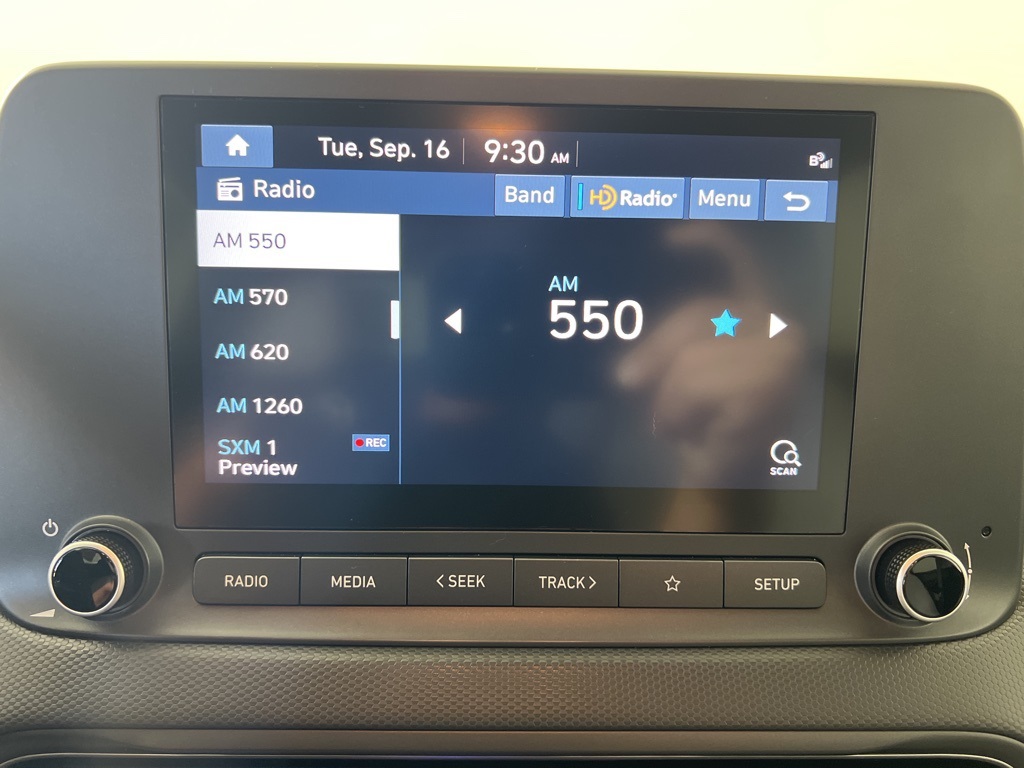 Tue, Sep. 16 9:30 AM B
Radio Band HD Radio® Menu
AM 550
AM 570
AM 620
AM 1260
SXM 1 REC
Preview
AM
550
SCAN
RADIO MEDIA < SEEK TRACK > SETUP